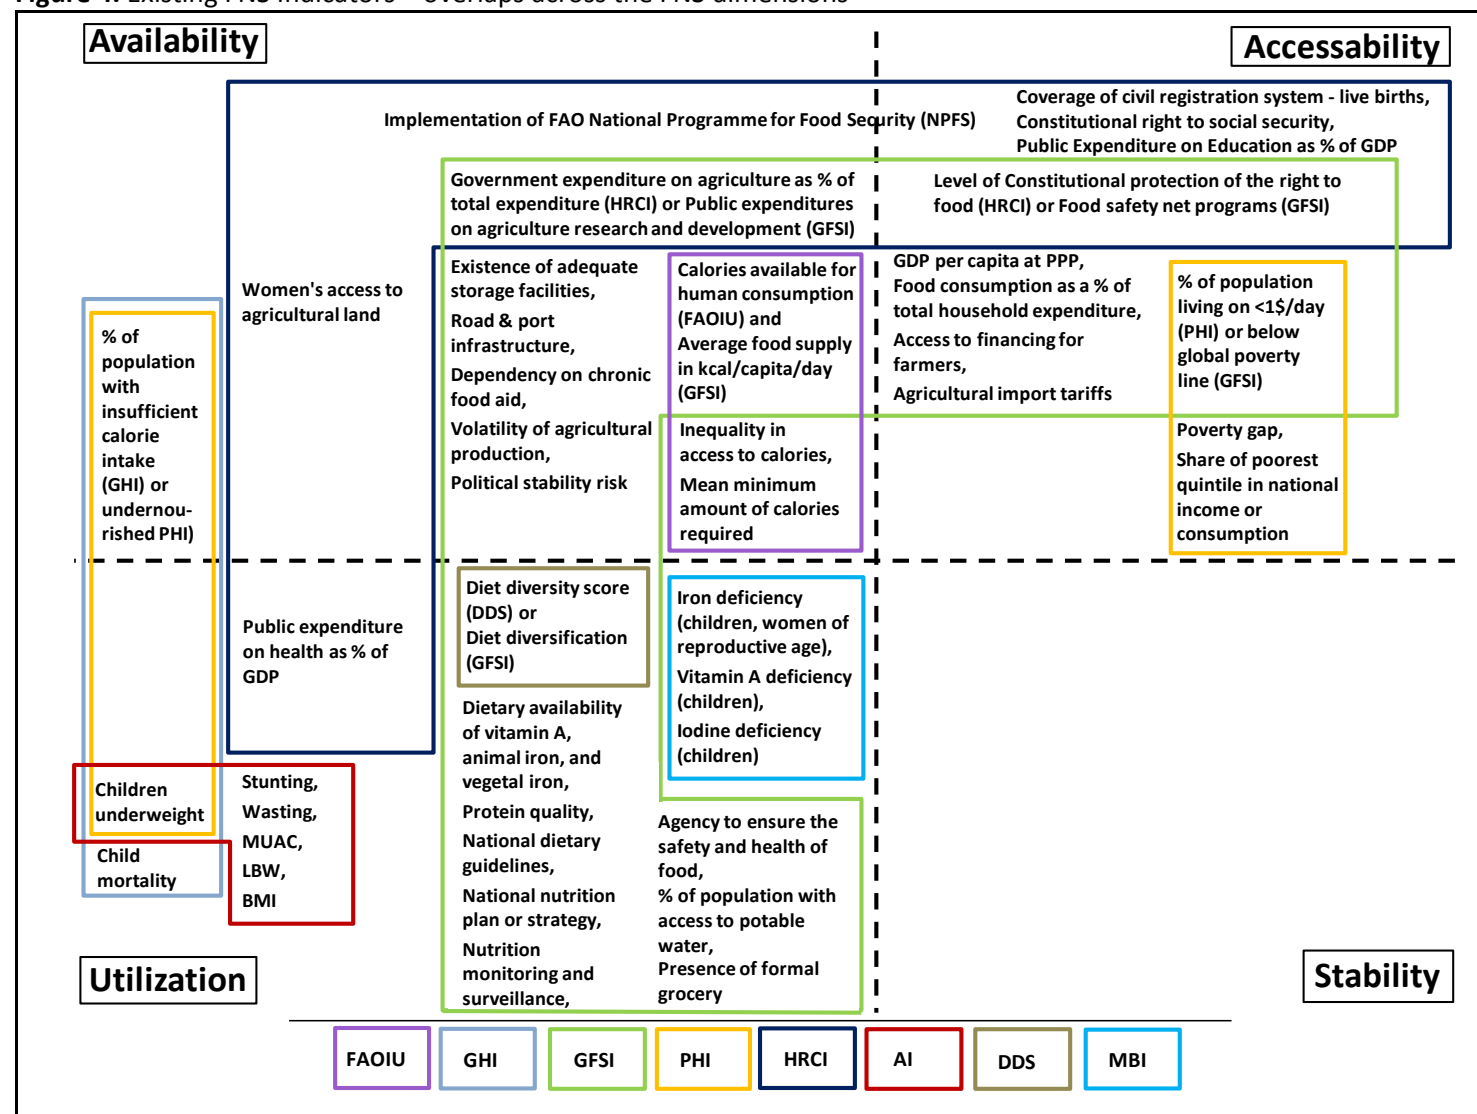 Figure 4. Existing FNS indicators – overlaps across the FNS dimensions
Availability
Accessability
Coverage of civil registration system - live births,
Implementation of FAO National Programme for Food Security (NPFS)
Constitutional right to social security,
Public Expenditure on Education as % of GDP
Government expenditure on agriculture as % of
total expenditure (HRCI) or Public expenditures
on agriculture research and development (GFSI)
Level of Constitutional protection of the right to
food (HRCI) or Food safety net programs (GFSI)
Women's access to
agricultural land
Existence of adequate
storage facilities,
Road & port
infrastructure,
Dependency on chronic
food aid,
Volatility of agricultural
production,
Political stability risk
Calories available for
human consumption
(FAOIU) and
Average food supply
in kcal/capita/day
(GFSI)
Inequality in
access to calories,
Mean minimum
amount of calories
required
GDP per capita at PPP,
Food consumption as a % of
total household expenditure,
Access to financing for
farmers,
Agricultural import tariffs
% of population
living on <1$/day
(PHI) or below
global poverty
line (GFSI)
Poverty gap,
Share of poorest
quintile in national
income or
consumption
% of
population
with
insufficient
calorie
intake
(GHI) or
undernou-
rished PHI)
Public expenditure
on health as % of
GDP
Diet diversity score
(DDS) or
Diet diversification
(GFSI)
Iron deficiency
(children, women of
reproductive age),
Vitamin A deficiency
(children),
Iodine deficiency
(children)
Dietary availability
of vitamin A,
animal iron, and
vegetal iron,
Protein quality,
National dietary
guidelines,
National nutrition
plan or strategy,
Nutrition
monitoring and
surveillance,
Agency to ensure the
safety and health of
food,
% of population with
access to potable
water,
Presence of formal
grocery
Children
underweight
Child
mortality
Stunting,
Wasting,
MUAC,
LBW,
BMI
Utilization
Stability
FAOIU
GHI
GFSI
PHI
HRCI
AI
DDS
MBI